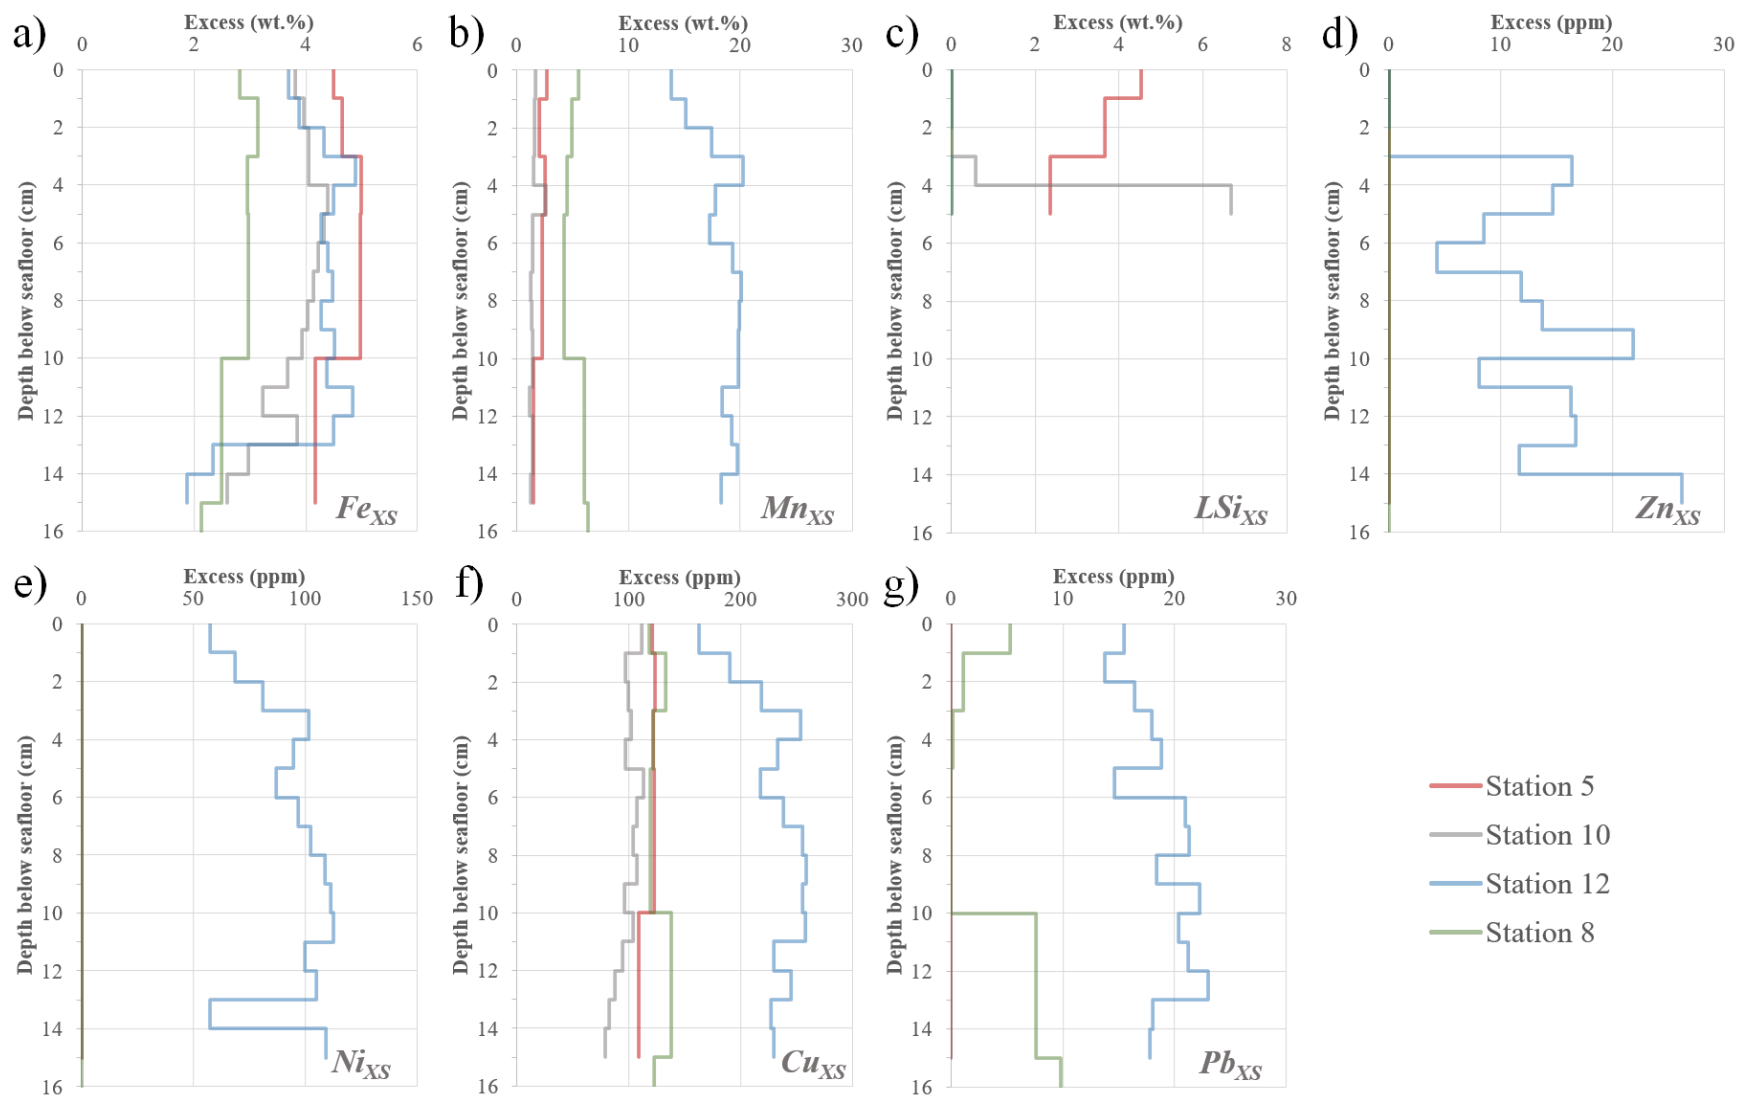 a)
Excess (wt.%)
0 2 4 6
0
2
4
6
8
10
12
14
16
Depth below seafloor (cm)
FeXS
b)
Excess (wt.%)
0 10 20 30
0
2
4
6
8
10
12
14
16
Depth below seafloor (cm)
MnXS
c)
Excess (wt.%)
0 2 4 6 8
0
2
4
6
8
10
12
14
16
Depth below seafloor (cm)
LSiXS
d)
Excess (ppm)
0 10 20 30
0
2
4
6
8
10
12
14
16
Depth below seafloor (cm)
ZnXS
e)
Excess (ppm)
0 50 100 150
0
2
4
6
8
10
12
14
16
Depth below seafloor (cm)
NiXS
f)
Excess (ppm)
0 100 200 300
0
2
4
6
8
10
12
14
16
Depth below seafloor (cm)
CuXS
g)
Excess (ppm)
0 10 20 30
0
2
4
6
8
10
12
14
16
Depth below seafloor (cm)
PbXS
Station 5
Station 10
Station 12
Station 8